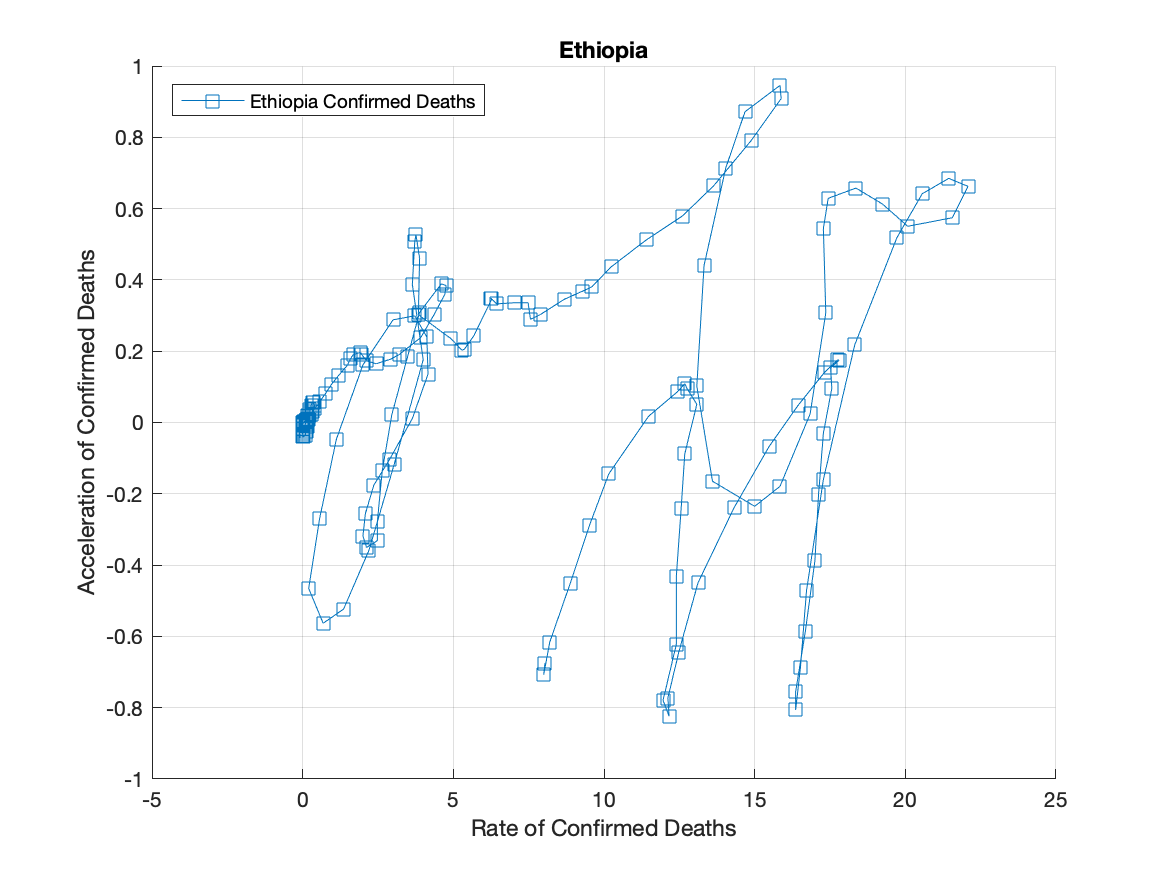 Ethiopia
Ethiopia Confirmed Deaths
1
0.8
0.6
0.4
0.2
0
-0.2
-0.4
-0.6
-0.8
-1
Acceleration of Confirmed Deaths
-5 0 5 10 15 20 25
Rate of Confirmed Deaths